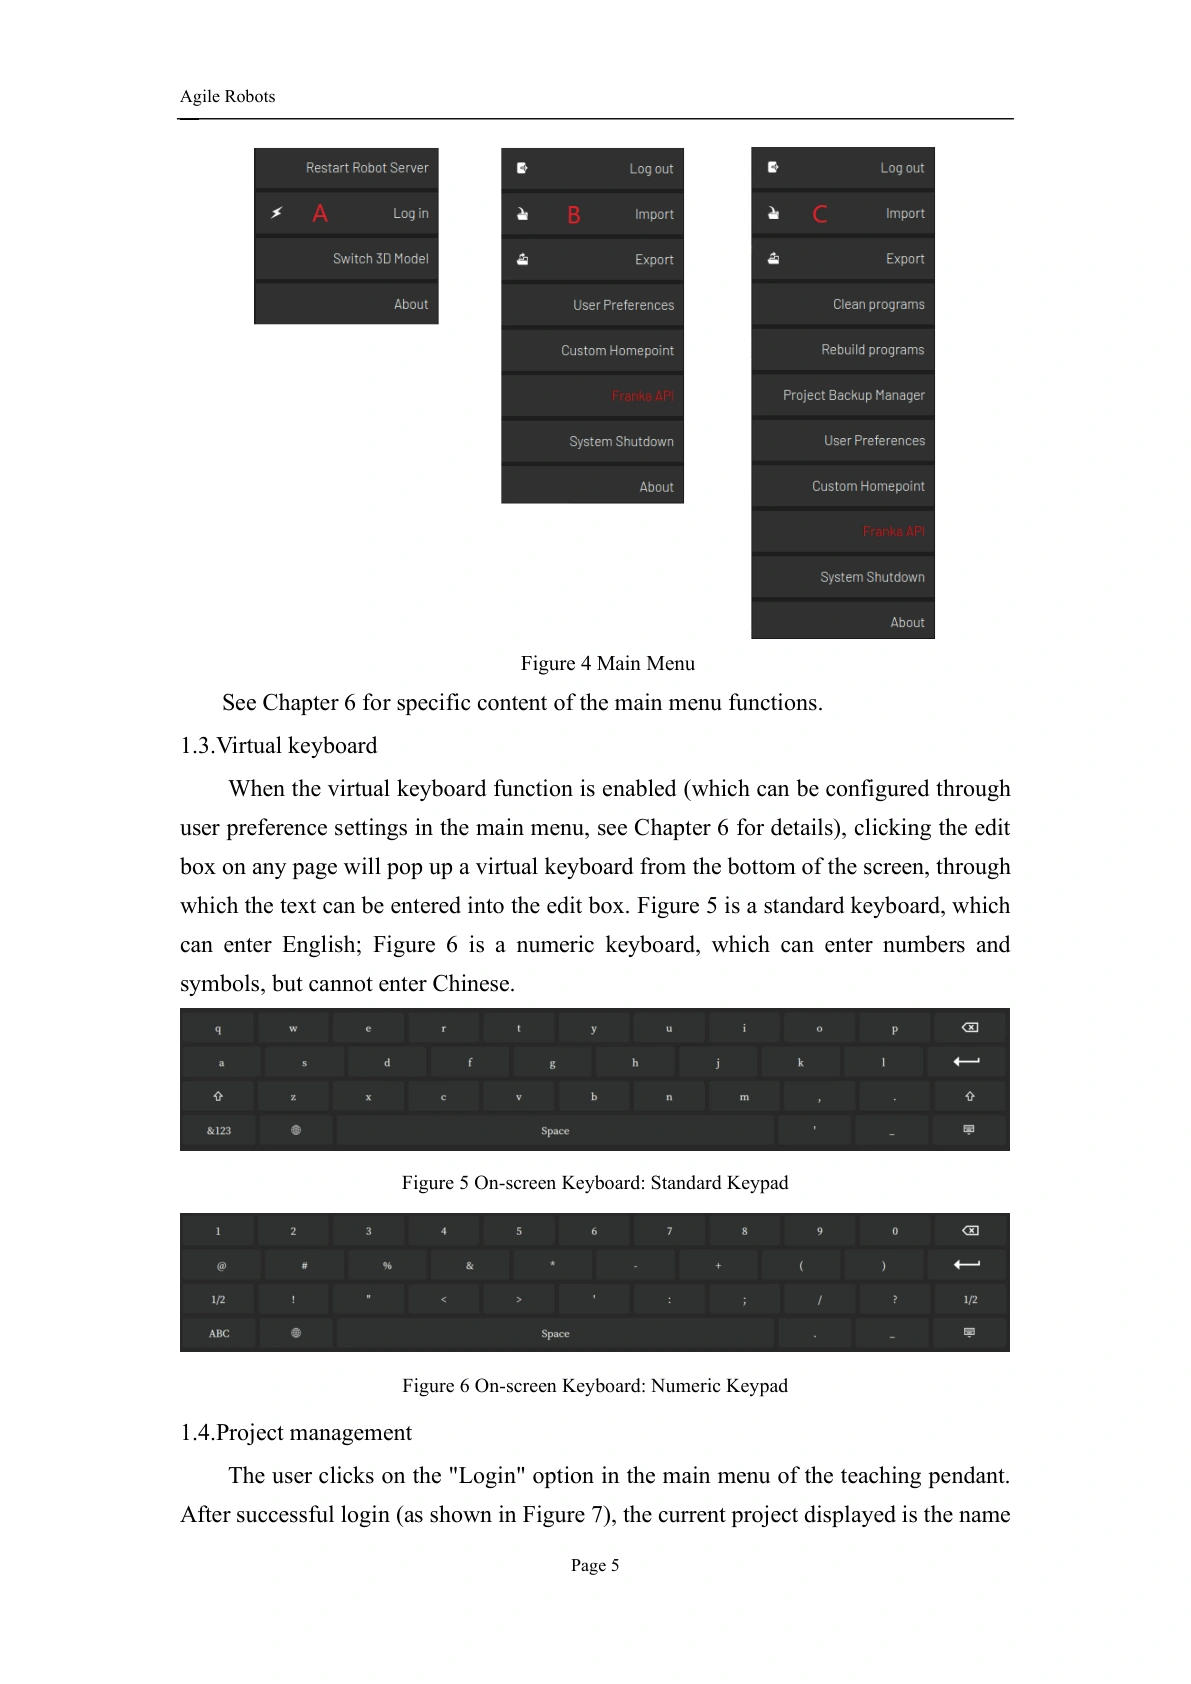 Agile Robots
Restart Robot Server
A Log in
Switch 3D Model
About
Log out
B Import
Export
User Preferences
Custom Homepoint
Franka API
System Shutdown
About
Log out
C Import
Export
Clean programs
Rebuild programs
Project Backup Manager
User Preferences
Custom Homepoint
Franka API
System Shutdown
About
Figure 4 Main Menu
See Chapter 6 for specific content of the main menu functions.
1.3.Virtual keyboard
When the virtual keyboard function is enabled (which can be configured through
user preference settings in the main menu, see Chapter 6 for details), clicking the edit
box on any page will pop up a virtual keyboard from the bottom of the screen, through
which the text can be entered into the edit box. Figure 5 is a standard keyboard, which
can enter English; Figure 6 is a numeric keyboard, which can enter numbers and
symbols, but cannot enter Chinese.
q w e r t y u i o p
a s d f g h j k l
z x c v b n m , .
&123 Space ' _
Figure 5 On-screen Keyboard: Standard Keypad
1 2 3 4 5 6 7 8 9 0
@ # % & * - + ( )
1/2 ! " < > ' : ; / ? 1/2
ABC Space . _
Figure 6 On-screen Keyboard: Numeric Keypad
1.4.Project management
The user clicks on the "Login" option in the main menu of the teaching pendant.
After successful login (as shown in Figure 7), the current project displayed is the name
Page 5